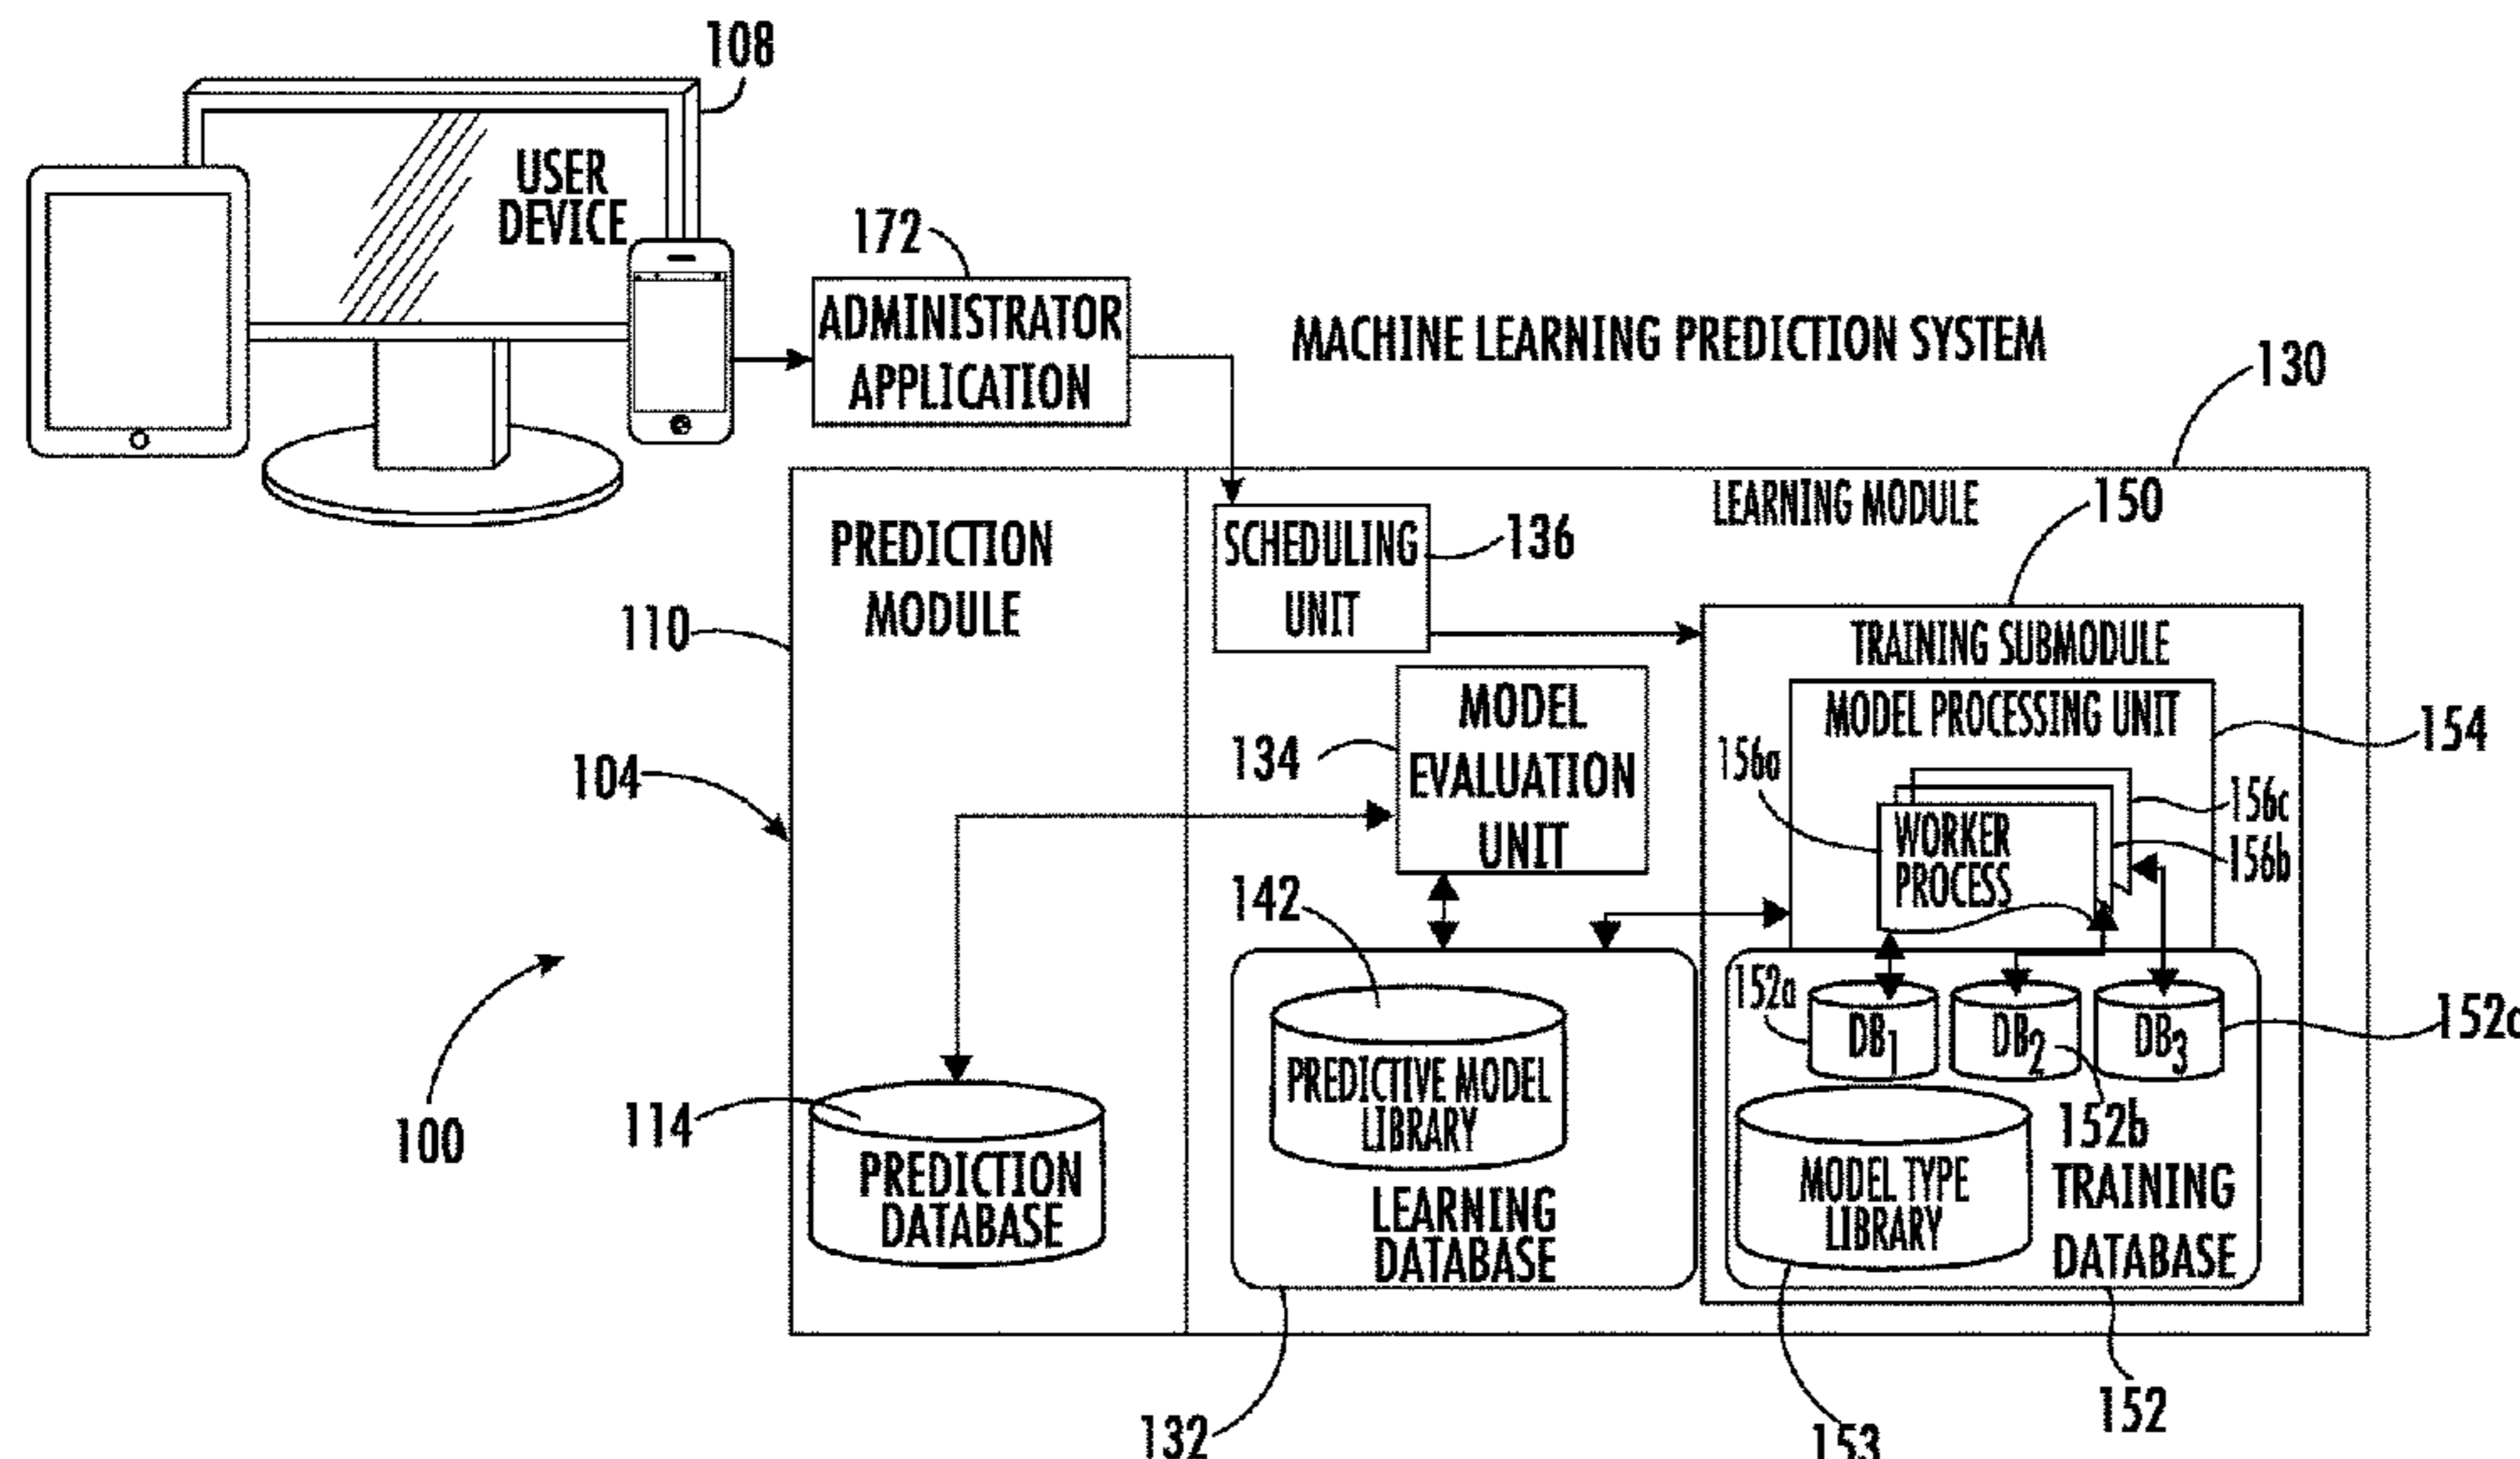 108
USER
DEVICE
172
ADMINISTRATOR
APPLICATION
MACHINE LEARNING PREDICTION SYSTEM
130
LEARNING MODULE
150
PREDICTION
MODULE
SCHEDULING
UNIT
136
110
TRAINING SUBMODULE
MODEL PROCESSING UNIT
154
104
134
MODEL
EVALUATION
UNIT
156a
WORKER
PROCESS
156c
156b
142
152a
DB1
DB2
DB3
152c
PREDICTIVE MODEL
LIBRARY
100
114
PREDICTION
DATABASE
LEARNING
DATABASE
152b
MODEL TYPE
LIBRARY
TRAINING
DATABASE
132
153
152